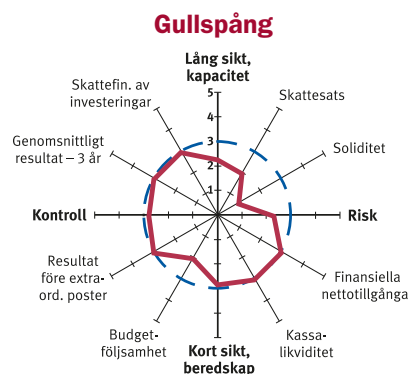 Gullspång
Lång sikt,
kapacitet
Skattefin. av
investeringar
Skattesats
Genomsnittligt
resultat – 3 år
Soliditet
5
4
3
2
1
Kontroll
Risk
Resultat
före extra-
ord. poster
Finansiella
nettotillgånga
Budget-
följsamhet
Kassa-
likviditet
Kort sikt,
beredskap